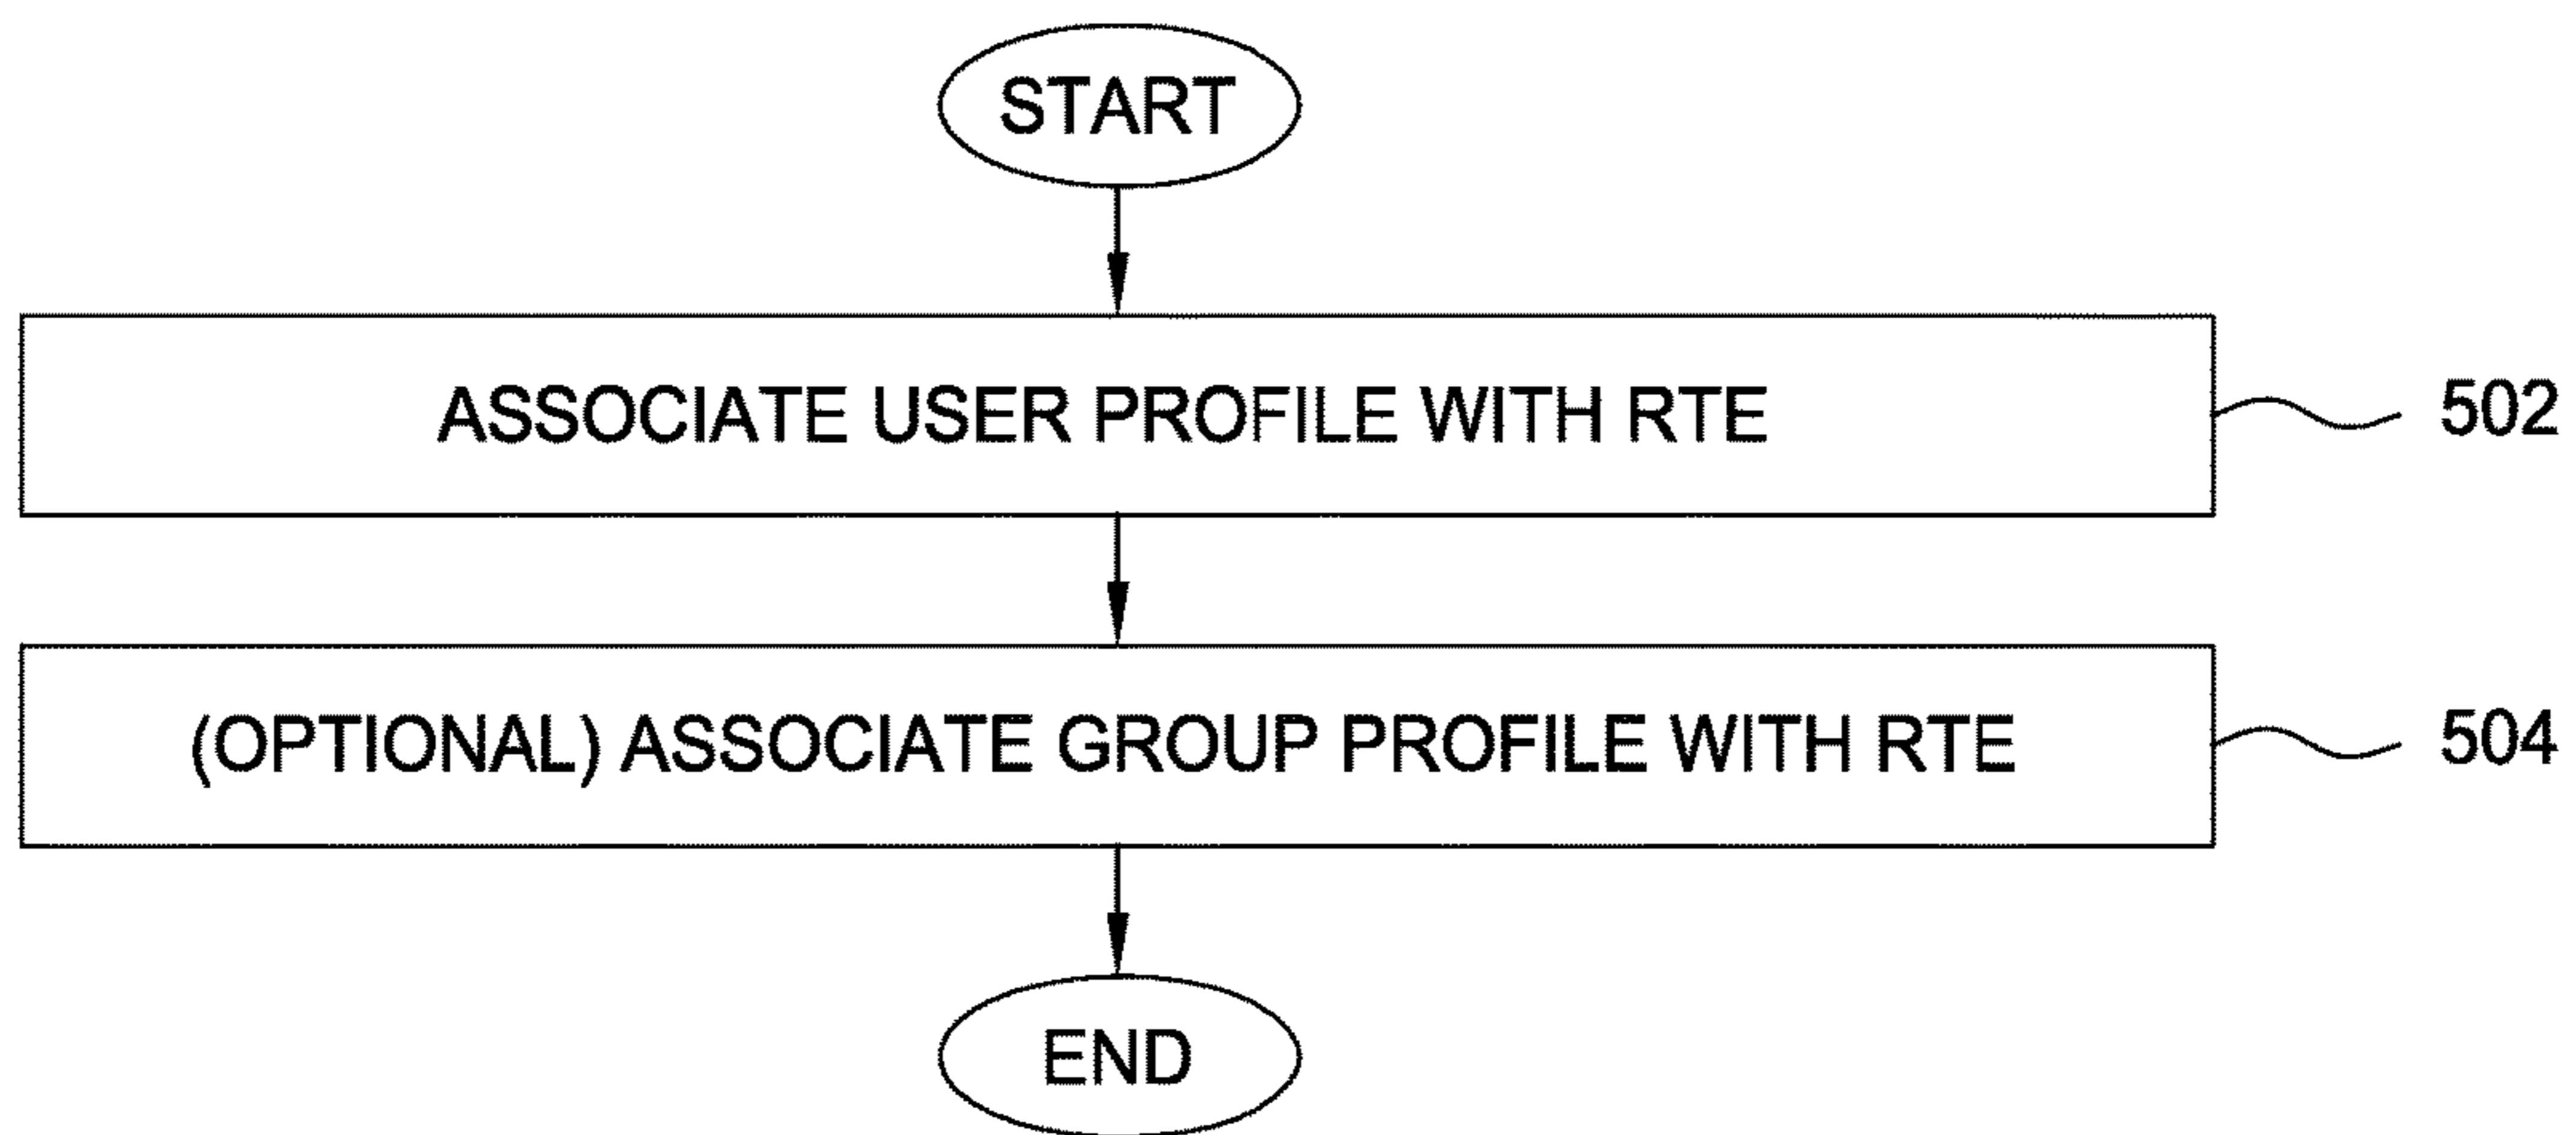 START
ASSOCIATE USER PROFILE WITH RTE
502
(OPTIONAL) ASSOCIATE GROUP PROFILE WITH RTE
504
END